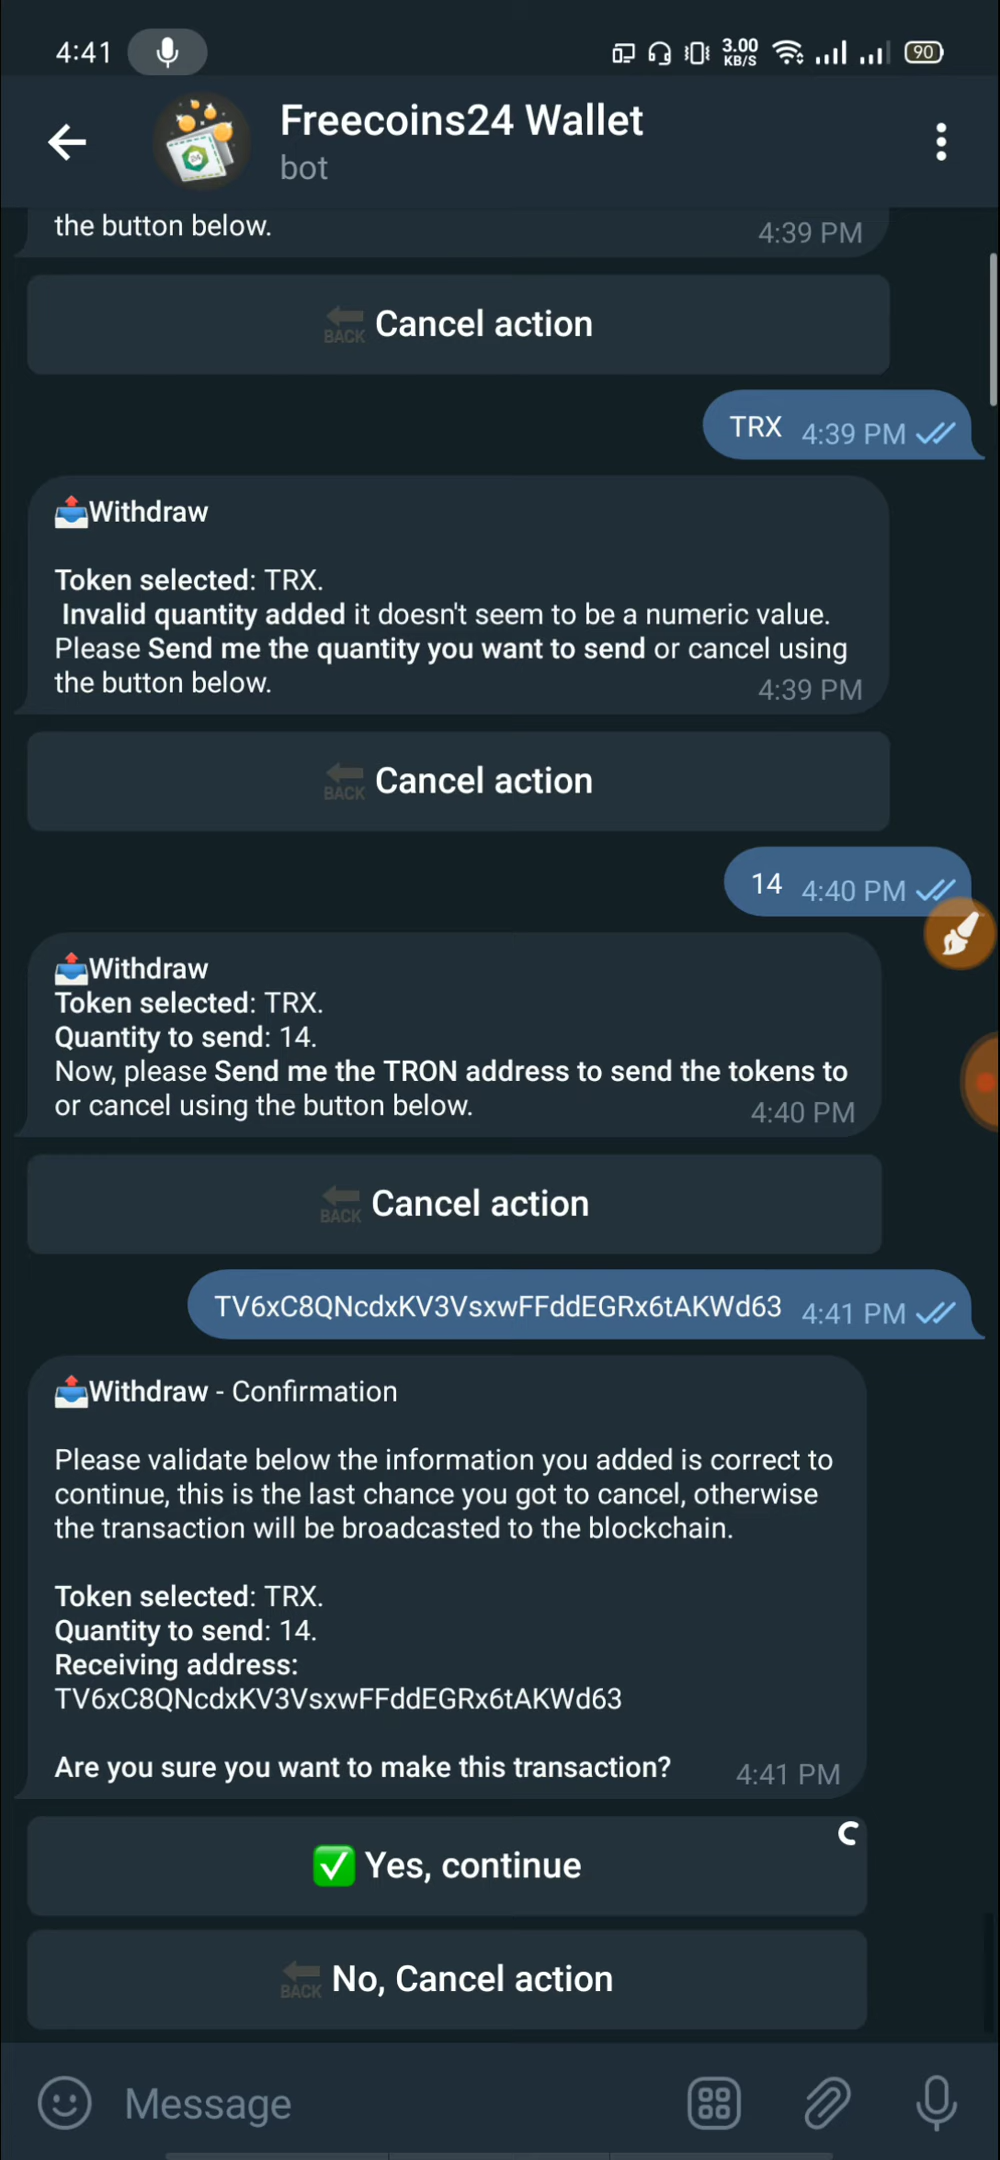 4:41
3.00
KB/S
90
Freecoins24 Wallet
bot
the button below.
4:39 PM
BACK Cancel action
TRX 4:39 PM
Withdraw
Token selected: TRX.
Invalid quantity added it doesn't seem to be a numeric value.
Please Send me the quantity you want to send or cancel using
the button below.
4:39 PM
BACK Cancel action
14 4:40 PM
Withdraw
Token selected: TRX.
Quantity to send: 14.
Now, please Send me the TRON address to send the tokens to
or cancel using the button below.
4:40 PM
BACK Cancel action
TV6xC8QNcdxKV3VsxwFFddEGRx6tAKWd63 4:41 PM
Withdraw - Confirmation
Please validate below the information you added is correct to
continue, this is the last chance you got to cancel, otherwise
the transaction will be broadcasted to the blockchain.
Token selected: TRX.
Quantity to send: 14.
Receiving address:
TV6xC8QNcdxKV3VsxwFFddEGRx6tAKWd63
Are you sure you want to make this transaction?
4:41 PM
Yes, continue
BACK No, Cancel action
Message